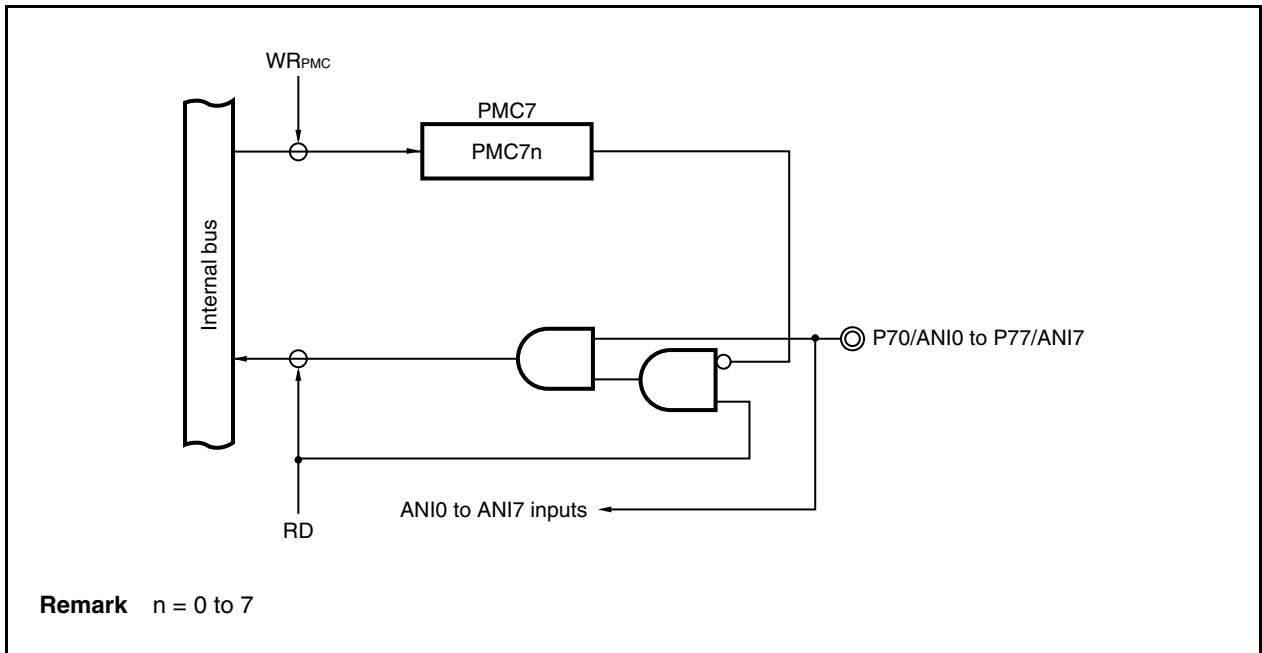 WRPMC
PMC7
PMC7n
Internal bus
P70/ANI0 to P77/ANI7
ANI0 to ANI7 inputs
RD
Remark n = 0 to 7